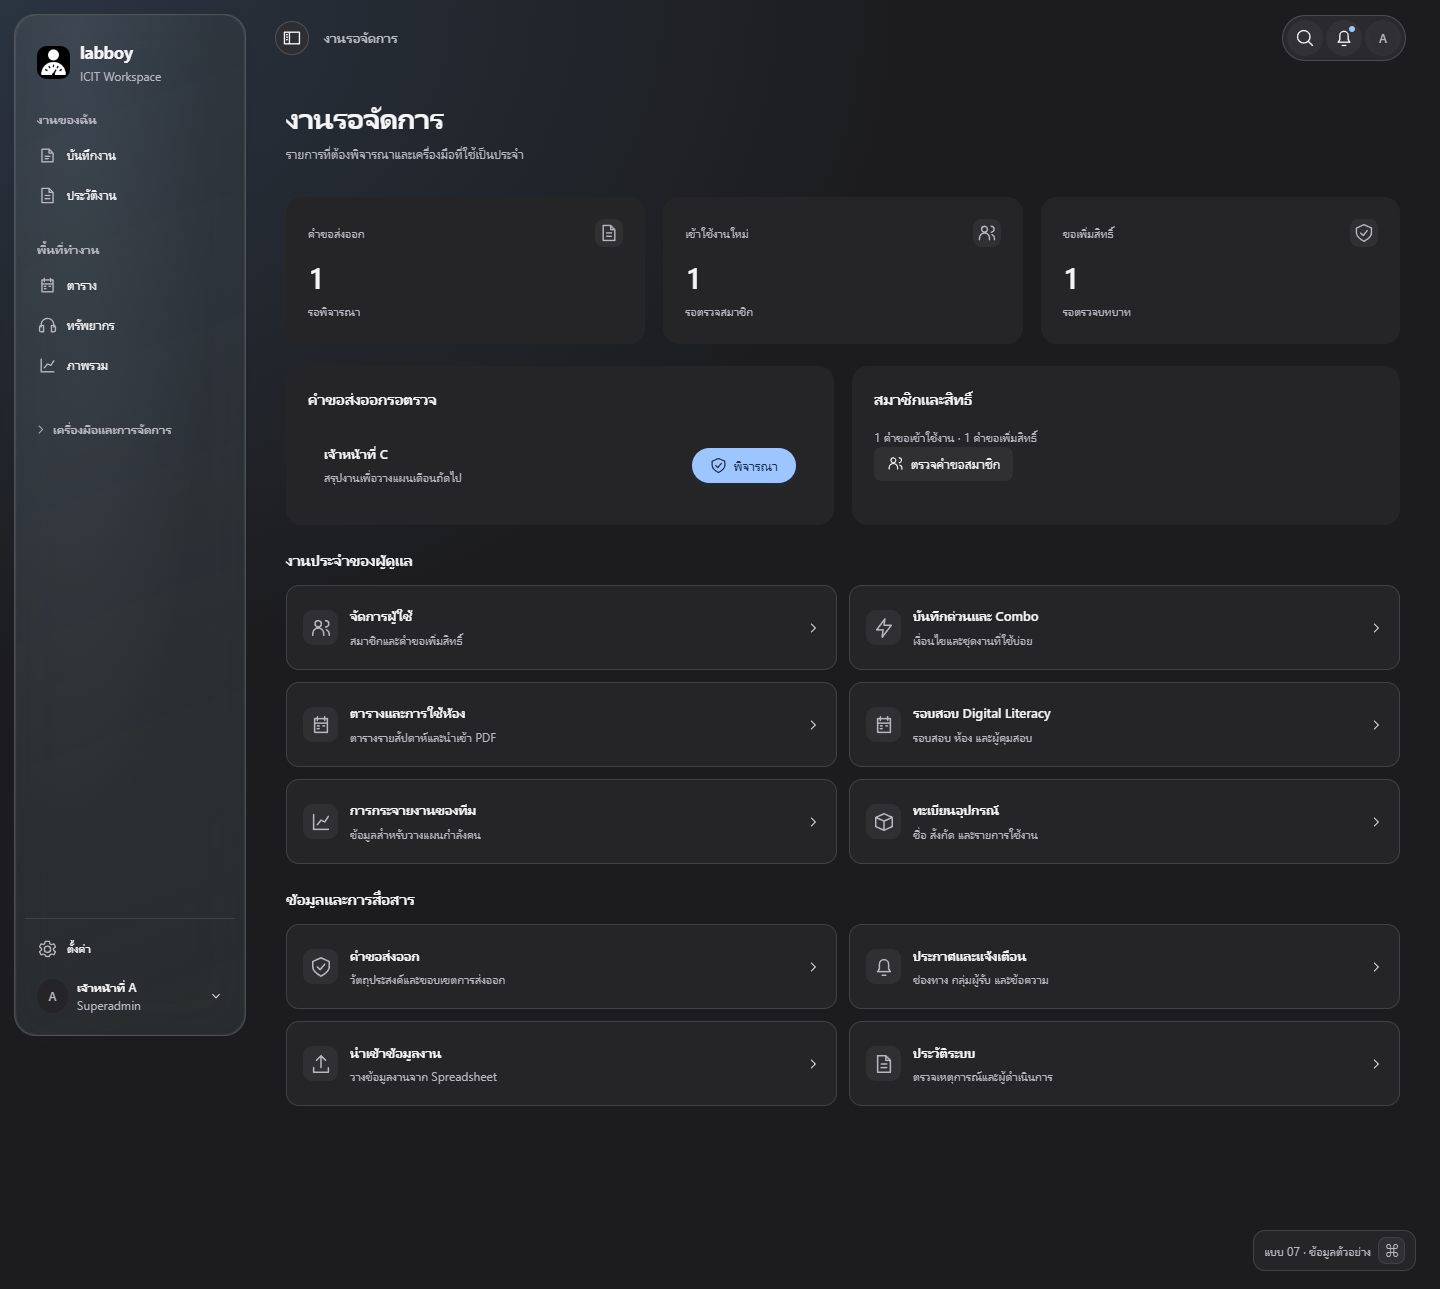 labboy
ICIT Workspace
งานของฉัน
บันทึกงาน
ประวัติงาน
พื้นที่ทำงาน
ตาราง
ทรัพยากร
ภาพรวม
เครื่องมือและการจัดการ
ตั้งค่า
A
เจ้าหน้าที่ A
Superadmin
งานรอจัดการ
A
งานรอจัดการ
รายการที่ต้องพิจารณาและเครื่องมือที่ใช้เป็นประจำ
คำขอส่งออก
1
รอพิจารณา
เข้าใช้งานใหม่
1
รอตรวจสมาชิก
ขอเพิ่มสิทธิ์
1
รอตรวจบทบาท
คำขอส่งออกรอตรวจ
เจ้าหน้าที่ C
สรุปงานเพื่อวางแผนเดือนถัดไป
พิจารณา
สมาชิกและสิทธิ์
1 คำขอเข้าใช้งาน · 1 คำขอเพิ่มสิทธิ์
ตรวจคำขอสมาชิก
งานประจำของผู้ดูแล
จัดการผู้ใช้
สมาชิกและคำขอเพิ่มสิทธิ์
บันทึกด่วนและ Combo
เงื่อนไขและชุดงานที่ใช้บ่อย
ตารางและการใช้ห้อง
ตารางรายสัปดาห์และนำเข้า PDF
รอบสอบ Digital Literacy
รอบสอบ ห้อง และผู้คุมสอบ
การกระจายงานของทีม
ข้อมูลสำหรับวางแผนกำลังคน
ทะเบียนอุปกรณ์
ชื่อ สังกัด และรายการใช้งาน
ข้อมูลและการสื่อสาร
คำขอส่งออก
วัตถุประสงค์และขอบเขตการส่งออก
ประกาศและแจ้งเตือน
ช่องทาง กลุ่มผู้รับ และข้อความ
นำเข้าข้อมูลงาน
วางข้อมูลงานจาก Spreadsheet
ประวัติระบบ
ตรวจเหตุการณ์และผู้ดำเนินการ
แบบ 07 · ข้อมูลตัวอย่าง ⌘